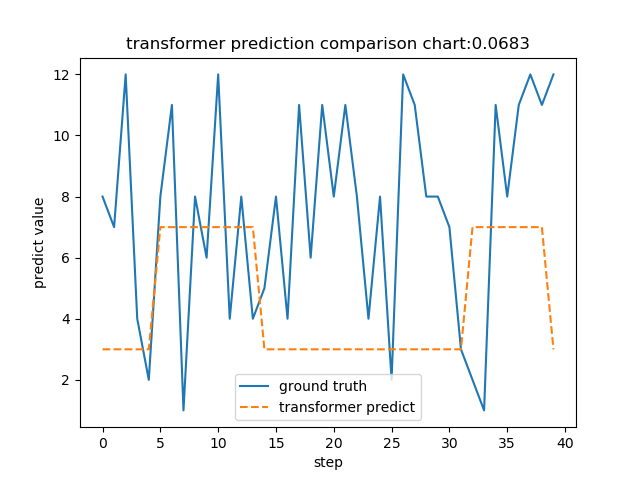 transformer prediction comparison chart:0.0683
12
10
8
6
4
2
predict value
ground truth
transformer predict
0 5 10 15 20 25 30 35 40
step